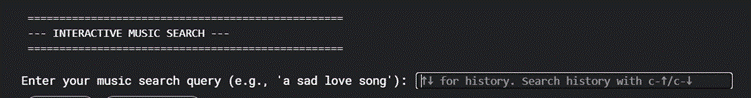 ==================================================
--- INTERACTIVE MUSIC SEARCH ---
==================================================
Enter your music search query (e.g., 'a sad love song'): ↑↓ for history. Search history with c-↑/c-↓